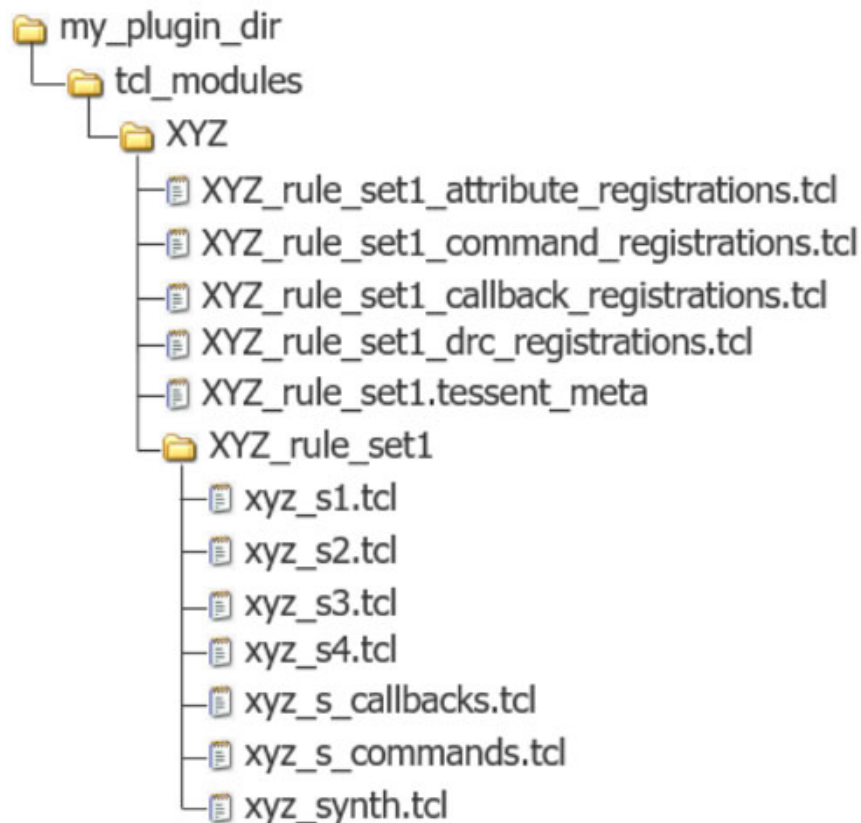 my_plugin_dir
tcl_modules
XYZ
XYZ_rule_set1_attribute_registrations.tcl
XYZ_rule_set1_command_registrations.tcl
XYZ_rule_set1_callback_registrations.tcl
XYZ_rule_set1_drc_registrations.tcl
XYZ_rule_set1.tessent_meta
XYZ_rule_set1
xyz_s1.tcl
xyz_s2.tcl
xyz_s3.tcl
xyz_s4.tcl
xyz_s_callbacks.tcl
xyz_s_commands.tcl
xyz_synth.tcl